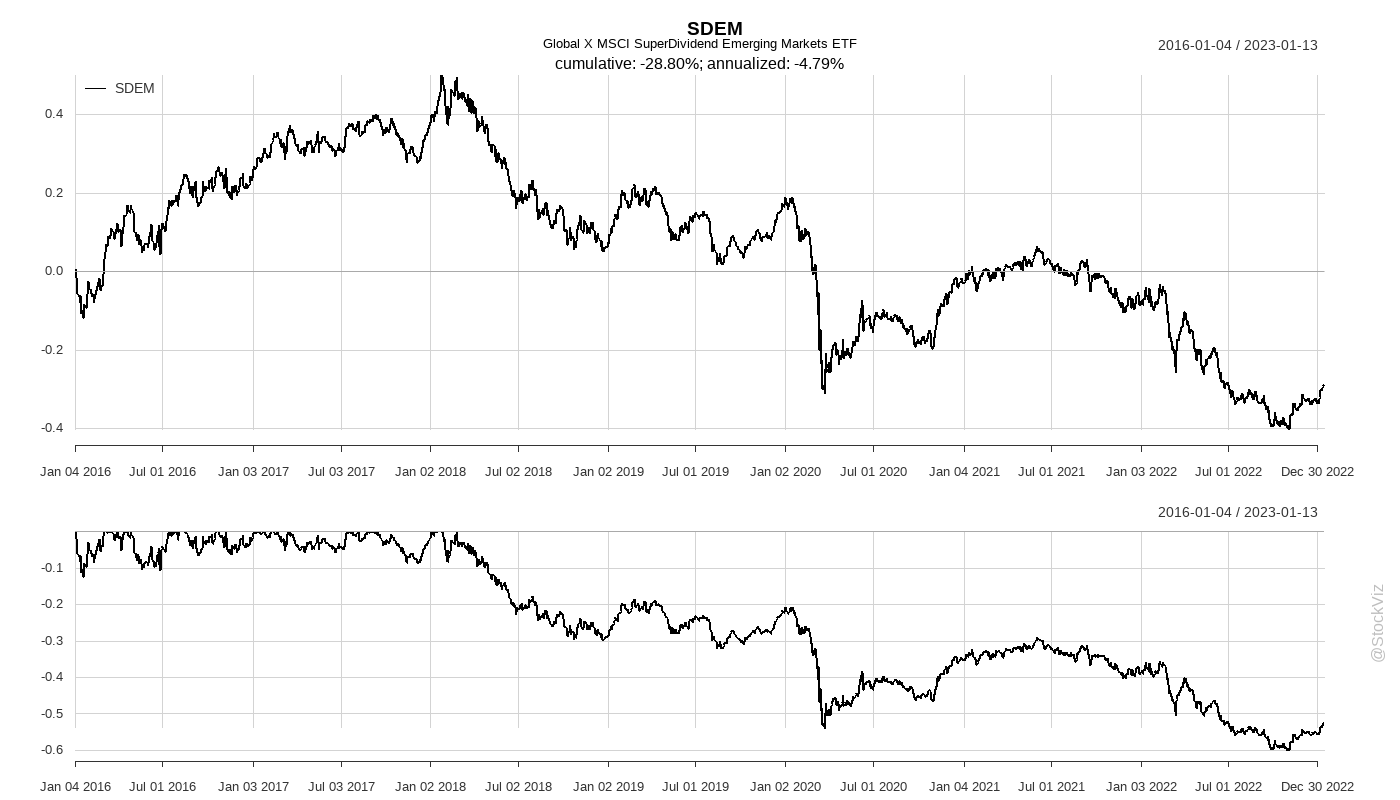 SDEM
Global X MSCI SuperDividend Emerging Markets ETF
cumulative: -28.80%; annualized: -4.79%
2016-01-04 / 2023-01-13
SDEM
0.4
0.2
0.0
-0.2
-0.4
Jan 04 2016 Jul 01 2016 Jan 03 2017 Jul 03 2017 Jan 02 2018 Jul 02 2018 Jan 02 2019 Jul 01 2019 Jan 02 2020 Jul 01 2020 Jan 04 2021 Jul 01 2021 Jan 03 2022 Jul 01 2022 Dec 30 2022
2016-01-04 / 2023-01-13
-0.1
-0.2
-0.3
-0.4
-0.5
-0.6
Jan 04 2016 Jul 01 2016 Jan 03 2017 Jul 03 2017 Jan 02 2018 Jul 02 2018 Jan 02 2019 Jul 01 2019 Jan 02 2020 Jul 01 2020 Jan 04 2021 Jul 01 2021 Jan 03 2022 Jul 01 2022 Dec 30 2022
@StockViz